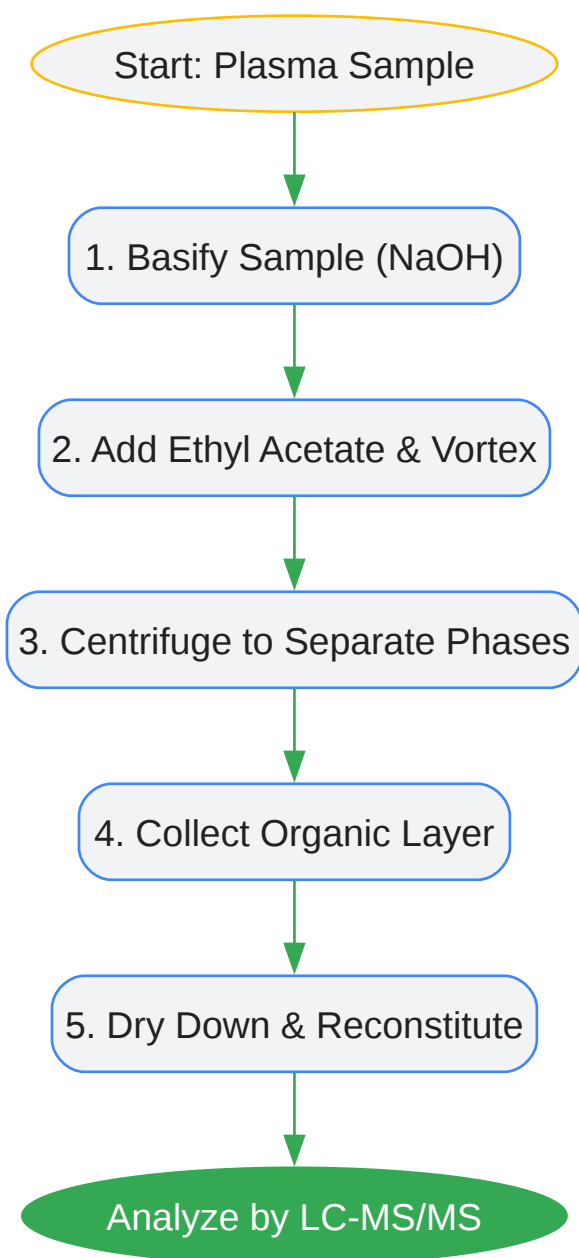 Start: Plasma Sample
1. Basify Sample (NaOH)
2. Add Ethyl Acetate & Vortex
3. Centrifuge to Separate Phases
4. Collect Organic Layer
5. Dry Down & Reconstitute
Analyze by LC-MS/MS